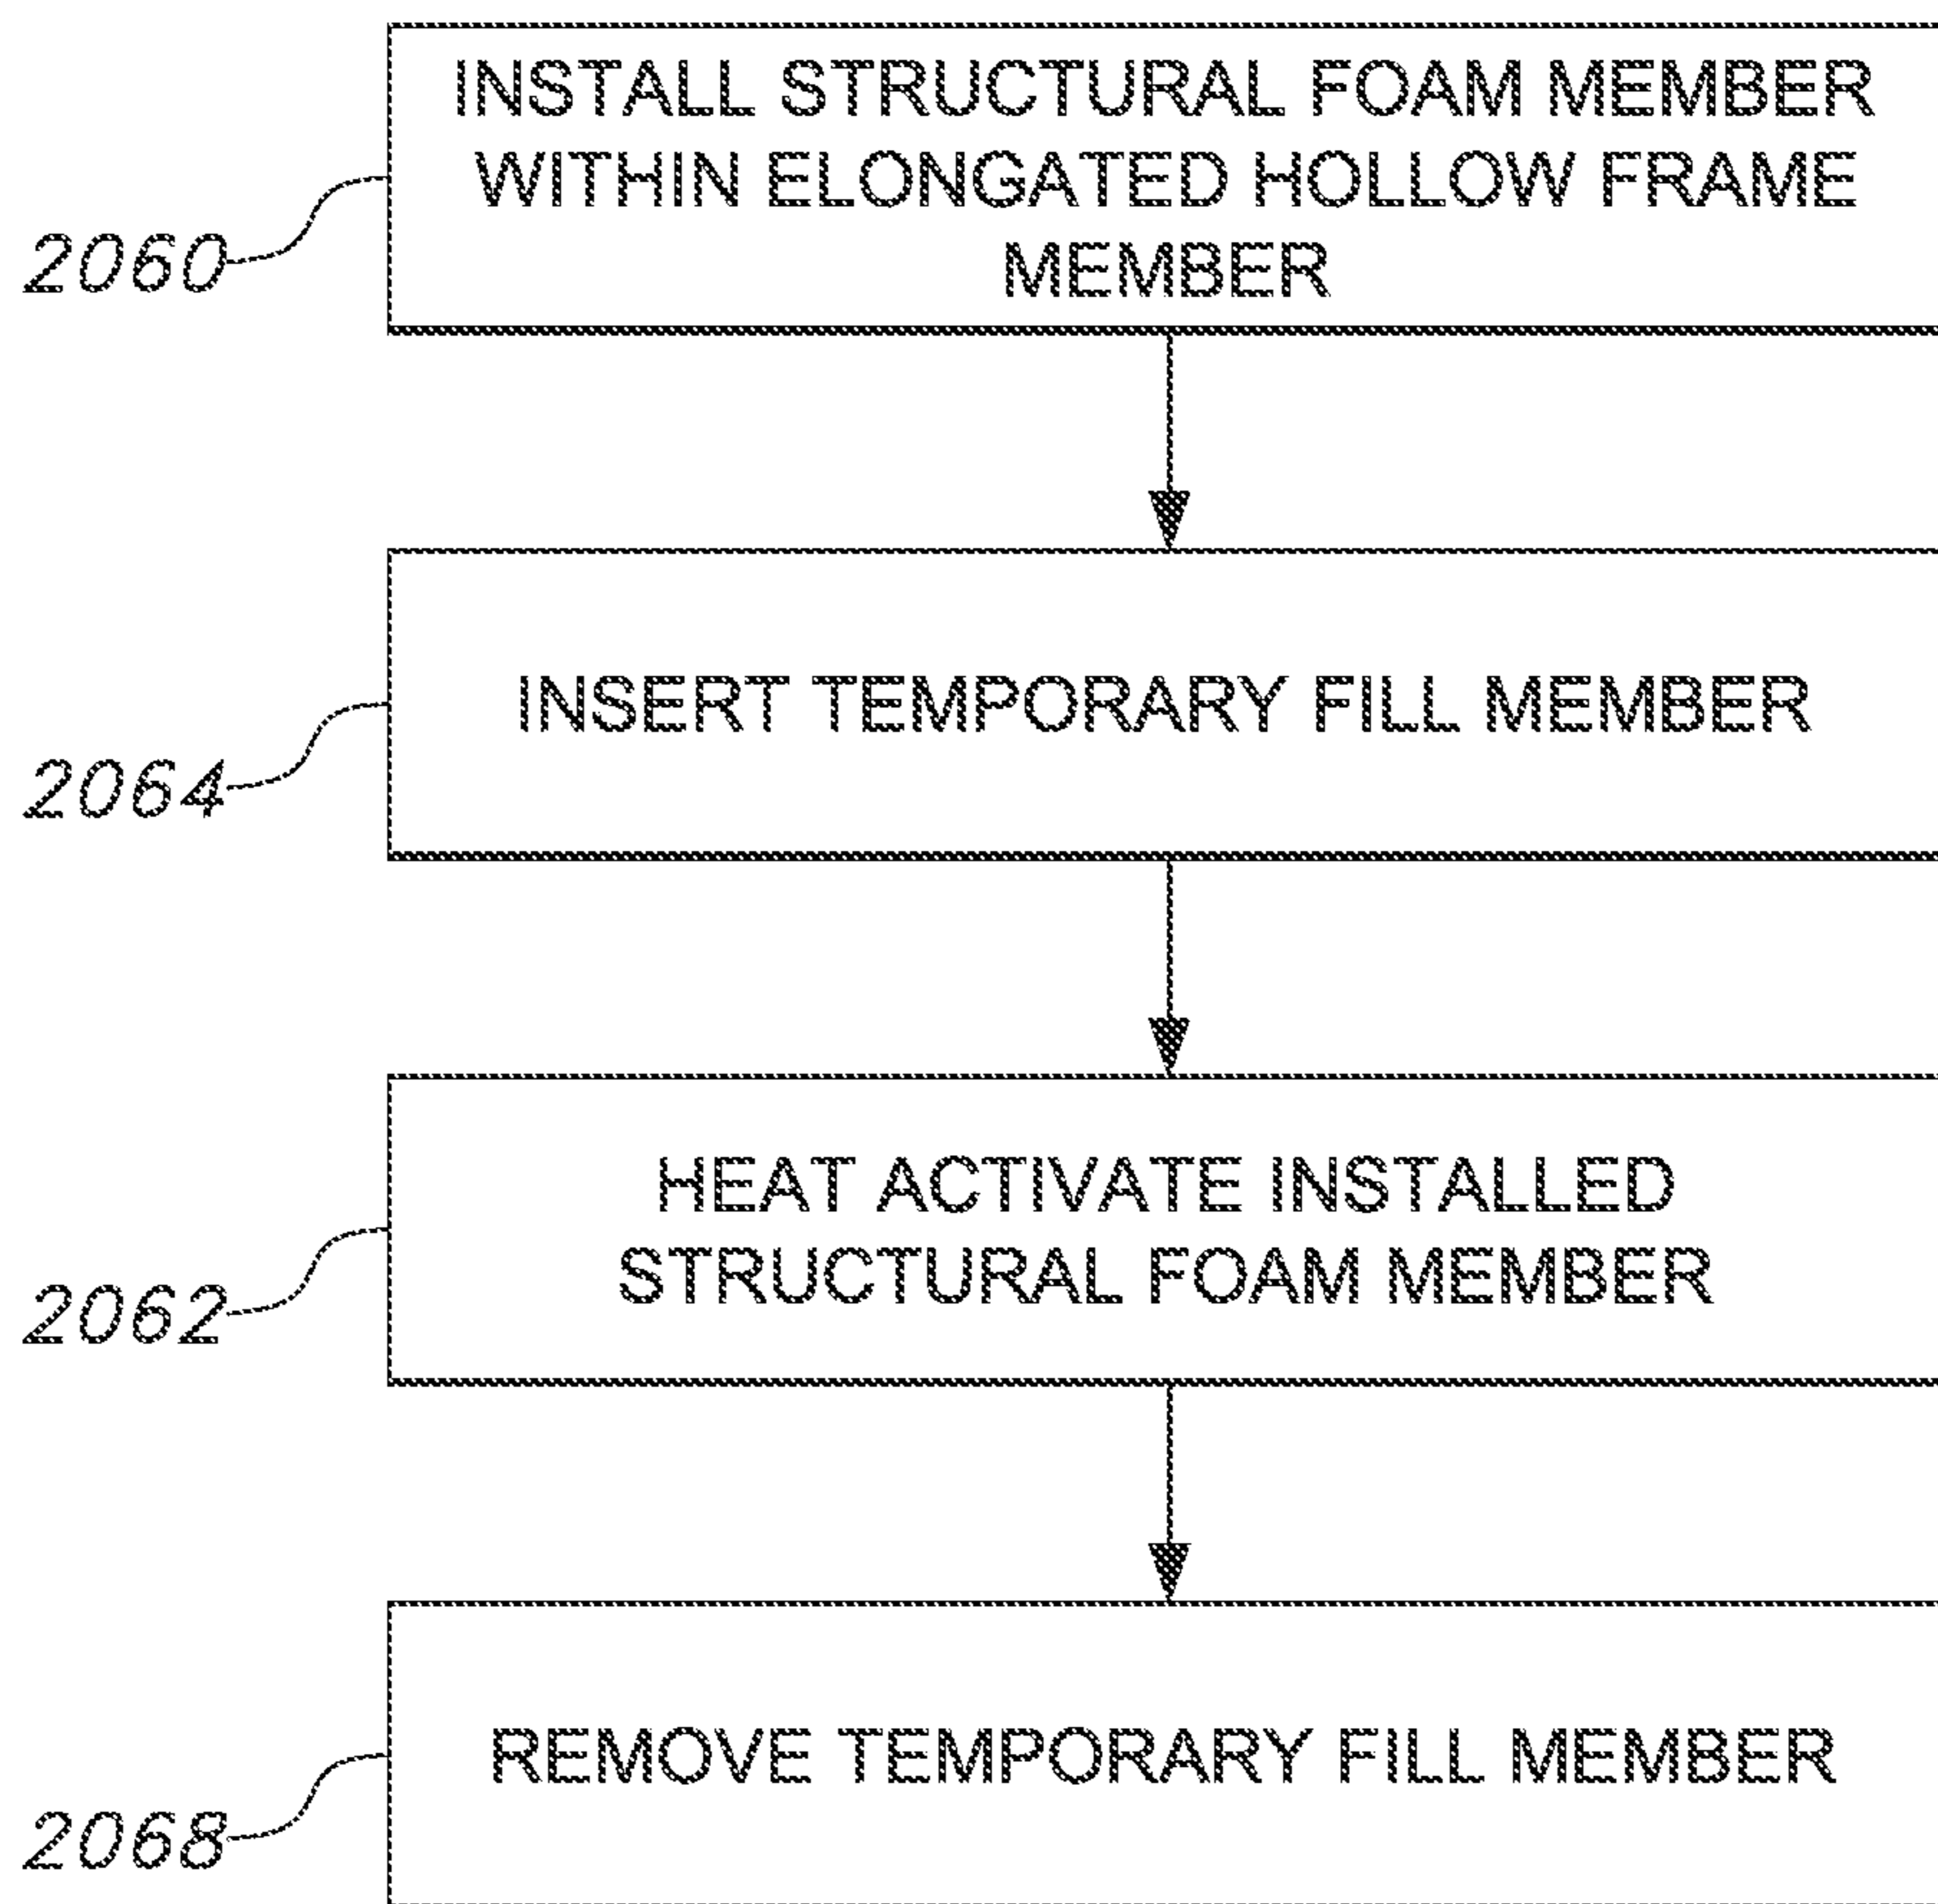 INSTALL STRUCTURAL FOAM MEMBER
WITHIN ELONGATED HOLLOW FRAME
MEMBER
2060
INSERT TEMPORARY FILL MEMBER
2064
HEAT ACTIVATE INSTALLED
STRUCTURAL FOAM MEMBER
2062
REMOVE TEMPORARY FILL MEMBER
2068